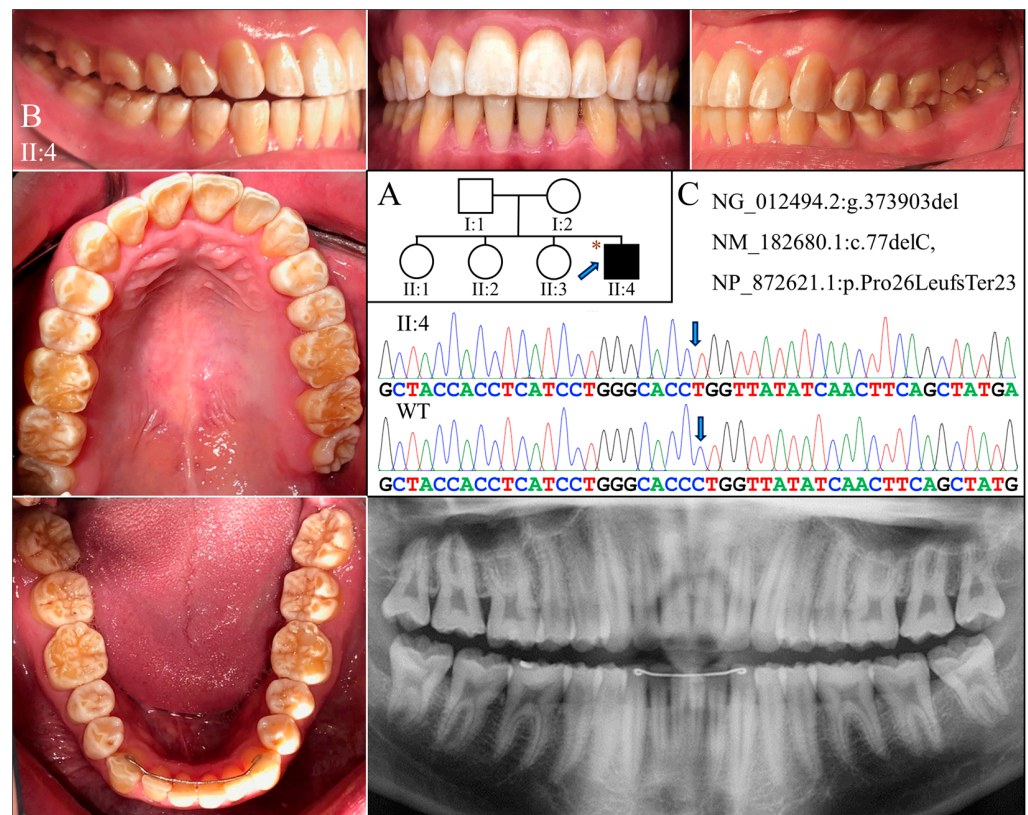 B
II:4
A
I:1
I:2
*
II:1
II:2
II:3
II:4
C
NG_012494.2:g.373903del
NM_182680.1:c.77delC,
NP_872621.1:p.Pro26LeufsTer23
II:4
GCTACCACCTCATCCTGGGCACCTGGTTATATCAACTTCAGCTATGA
WT
GCTACCACCTCATCCTGGGCACCCTGGTTATATCAACTTCAGCTATG